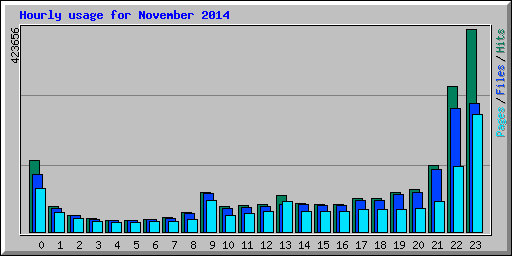 Hourly usage for November 2014
423656
Pages / Files / Hits
0 1 2 3 4 5 6 7 8 9 10 11 12 13 14 15 16 17 18 19 20 21 22 23